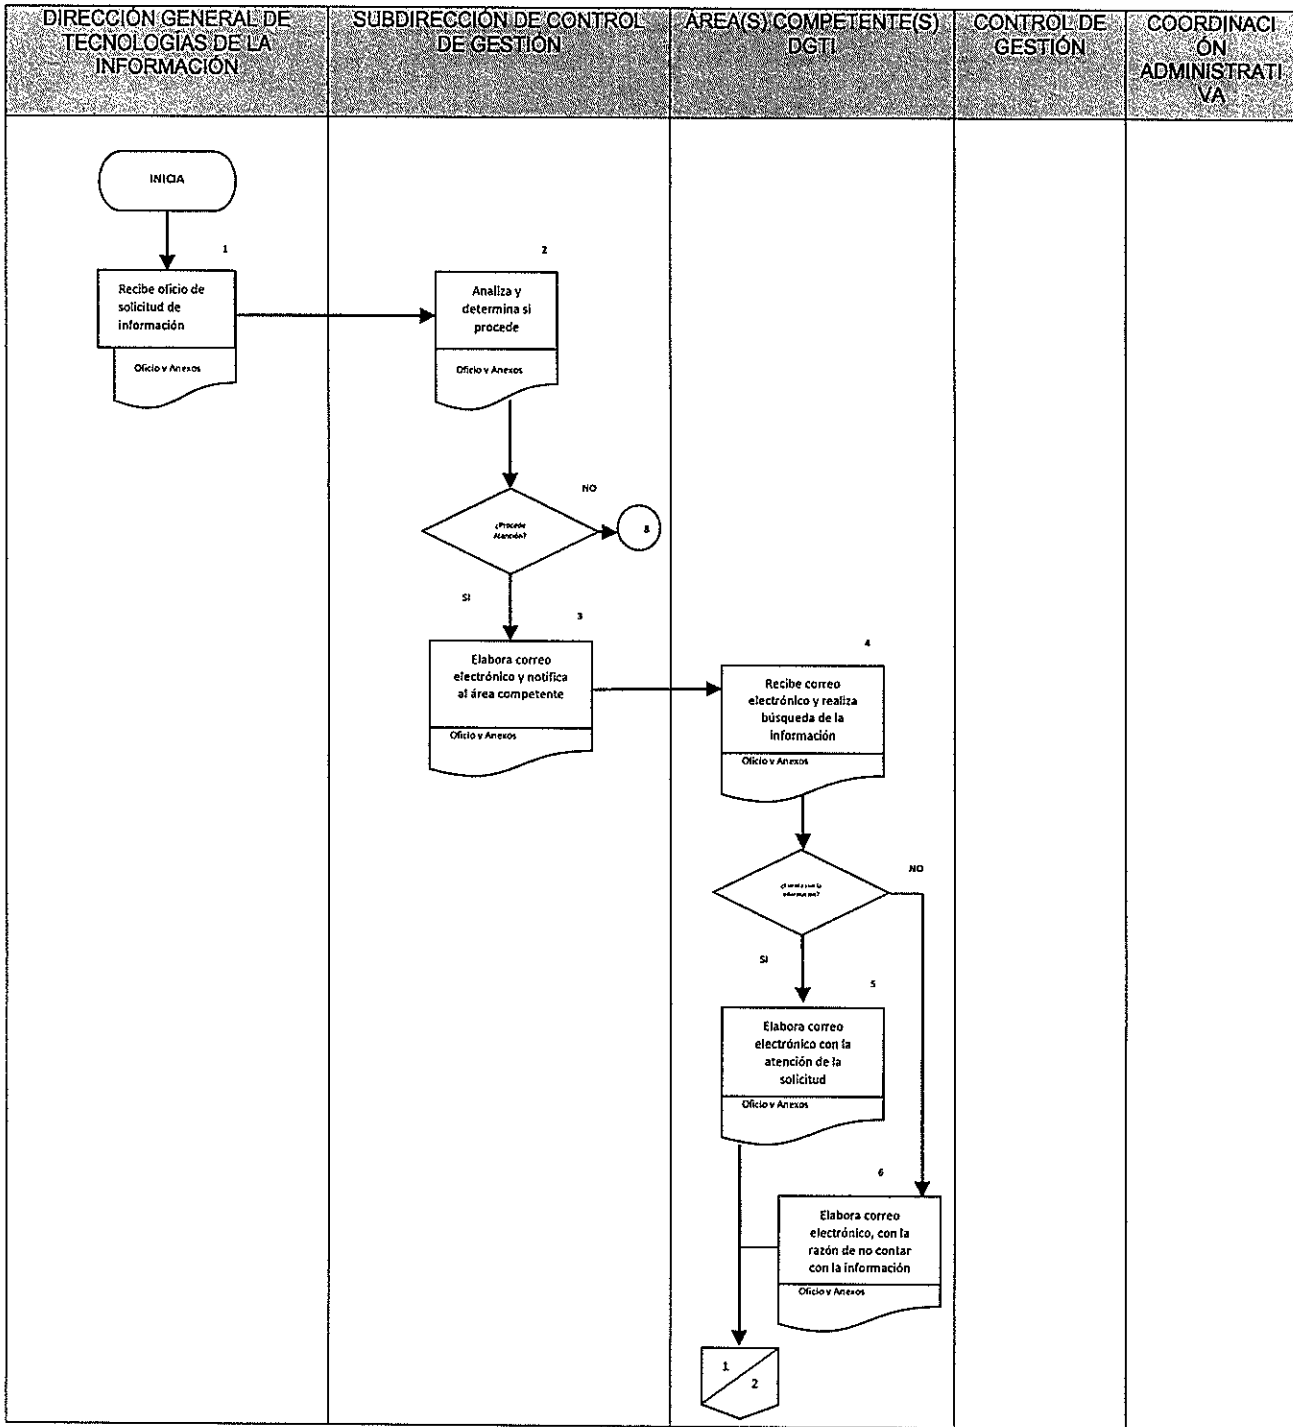 DIRECCIÓN GENERAL DE
TECNOLOGÍAS DE LA
INFORMACIÓN
SUBDIRECCIÓN DE CONTROL
DE GESTIÓN
ÁREA(S) COMPETENTE(S)
DGTI
CONTROL DE
GESTIÓN
COORDINACI
ÓN
ADMINISTRATI
VA
INICIA
1
Recibe oficio de
solicitud de
información
Oficio y Anexos
2
Analiza y
determina si
procede
Oficio y Anexos
¿Procede
Atención?
NO
8
SI
3
Elabora correo
electrónico y notifica
al área competente
Oficio y Anexos
4
Recibe correo
electrónico y realiza
búsqueda de la
información
Oficio y Anexos
NO
SI
5
Elabora correo
electrónico con la
atención de la
solicitud
Oficio y Anexos
6
Elabora correo
electrónico, con la
razón de no contar
con la información
Oficio y Anexos
1
2